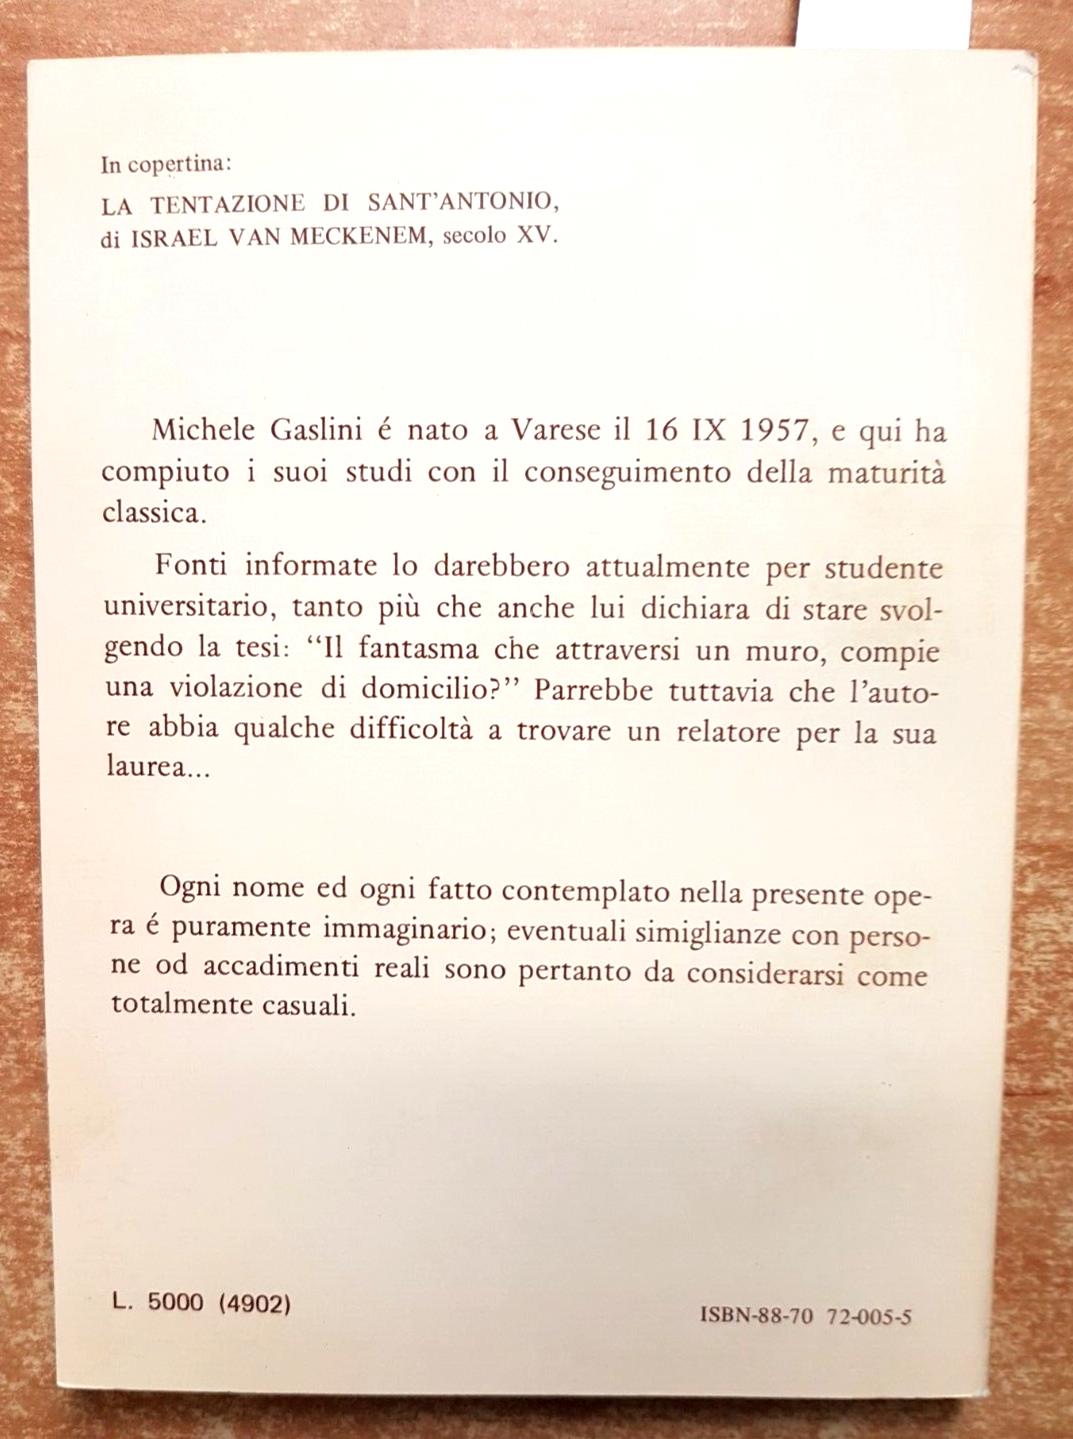 In copertina:
LA TENTAZIONE DI SANT'ANTONIO,
di ISRAEL VAN MECKENEM, secolo XV.
Michele Gaslini é nato a Varese il 16 IX 1957, e qui ha
compiuto i suoi studi con il conseguimento della maturità
classica.
Fonti informate lo darebbero attualmente per studente
universitario, tanto più che anche lui dichiara di stare svol-
gendo la tesi: “Il fantasma che attraversi un muro, compie
una violazione di domicilio?” Parrebbe tuttavia che l'auto-
re abbia qualche difficoltà a trovare un relatore per la sua
laurea...
Ogni nome ed ogni fatto contemplato nella presente ope-
ra é puramente immaginario; eventuali simiglianze con perso-
ne od accadimenti reali sono pertanto da considerarsi come
totalmente casuali.
L. 5000 (4902)
ISBN-88-70 72-005-5